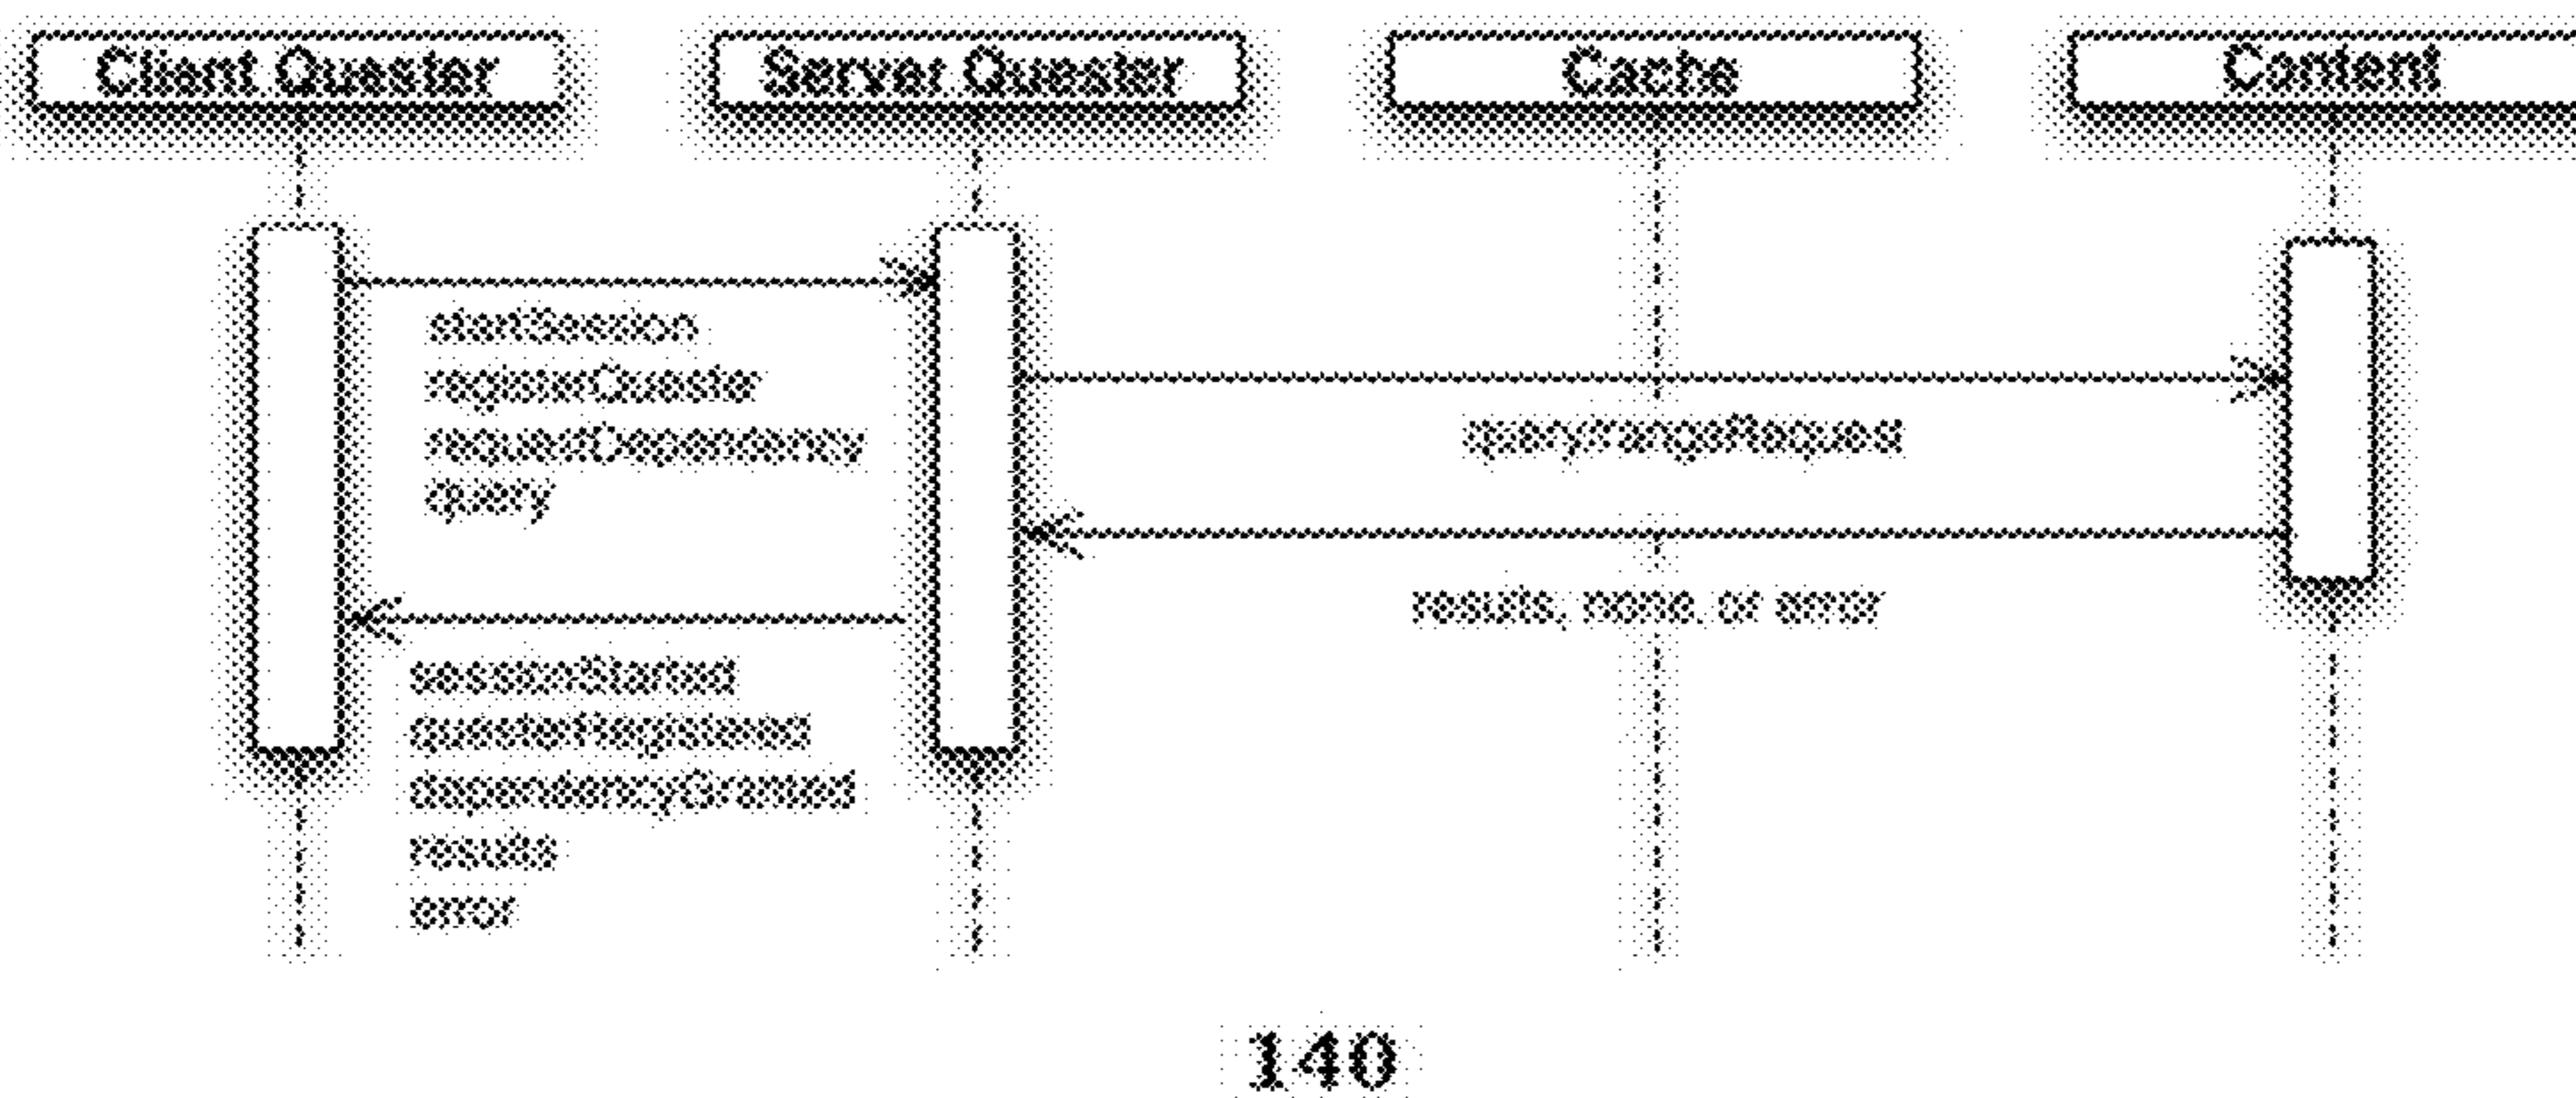 Client Quester
Server Quester
Cache
Content
startSession
registerQuester
requestDependency
query
queryrangeRequest
results, none, or error
sessionStarted
questerRegistered
dependencyGranted
results
error
140